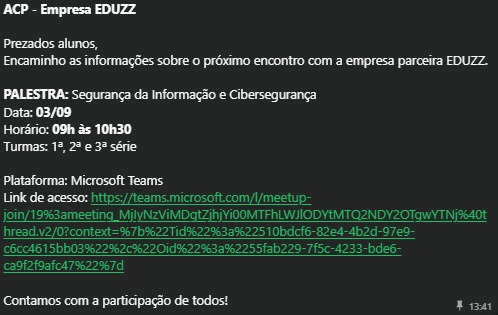 ACP - Empresa EDUZZ
Prezados alunos,
Encaminho as informações sobre o próximo encontro com a empresa parceira EDUZZ.
PALESTRA: Segurança da Informação e Cibersegurança
Data: 03/09
Horário: 09h às 10h30
Turmas: 1ª, 2ª e 3ª série
Plataforma: Microsoft Teams
Link de acesso: https://teams.microsoft.com/l/meetup-
join/19%3ameeting_MjIyNzViMDgtZjhjYi00MTFhLWJlODYtMTQ2NDY2OTgwYTNj%40t
hread.v2/0?context=%7b%22Tid%22%3a%22510bdcf6-82e4-4b2d-97e9-
c6cc4615bb03%22%2c%22Oid%22%3a%2255fab229-7f5c-4233-bde6-
ca9f2f9afc47%22%7d
Contamos com a participação de todos!
13:41